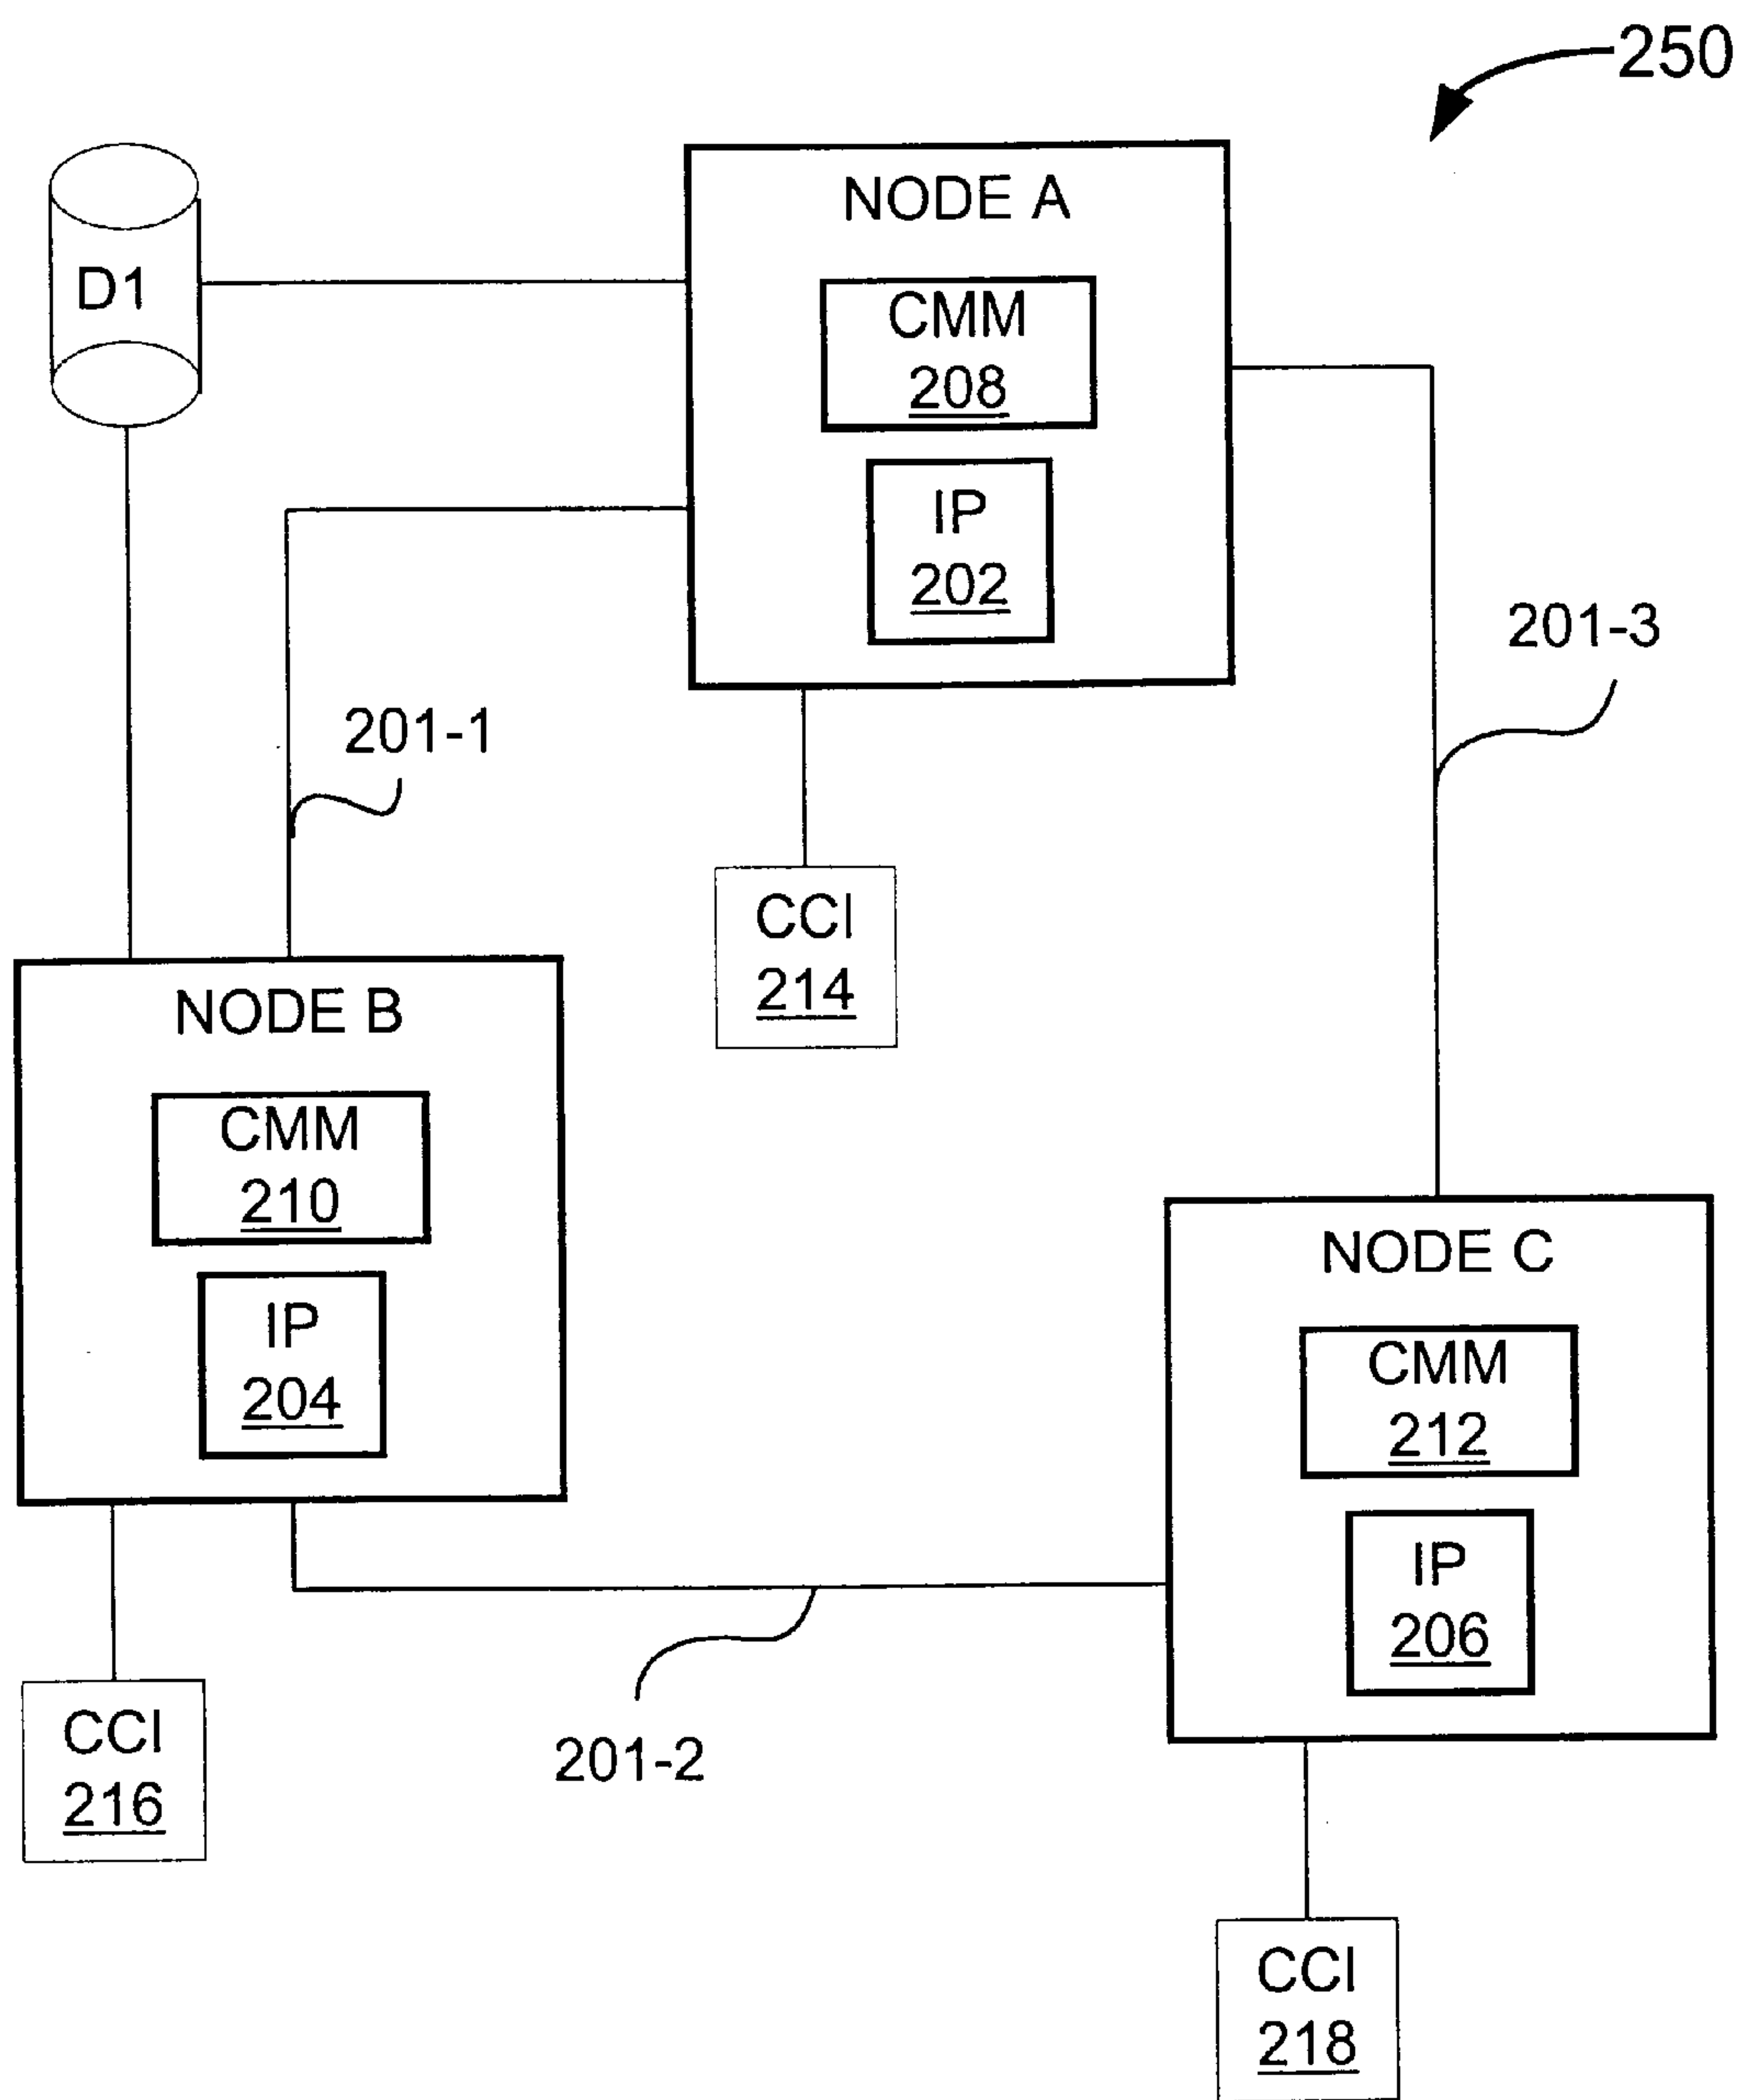 250
NODE A
D1
CMM
208
IP
202
201-3
201-1
CCI
214
NODE B
CMM
210
IP
204
NODE C
CMM
212
IP
206
201-2
CCI
216
CCI
218